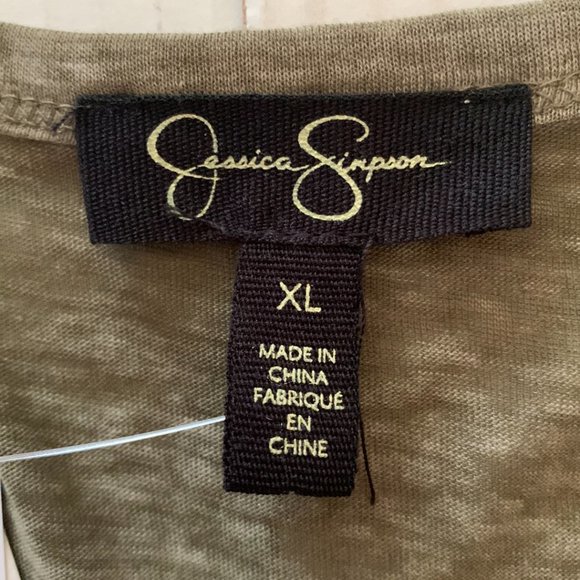 Jessica Simpson
XL
MADE IN
CHINA
FABRIQUÉ
EN
CHINE